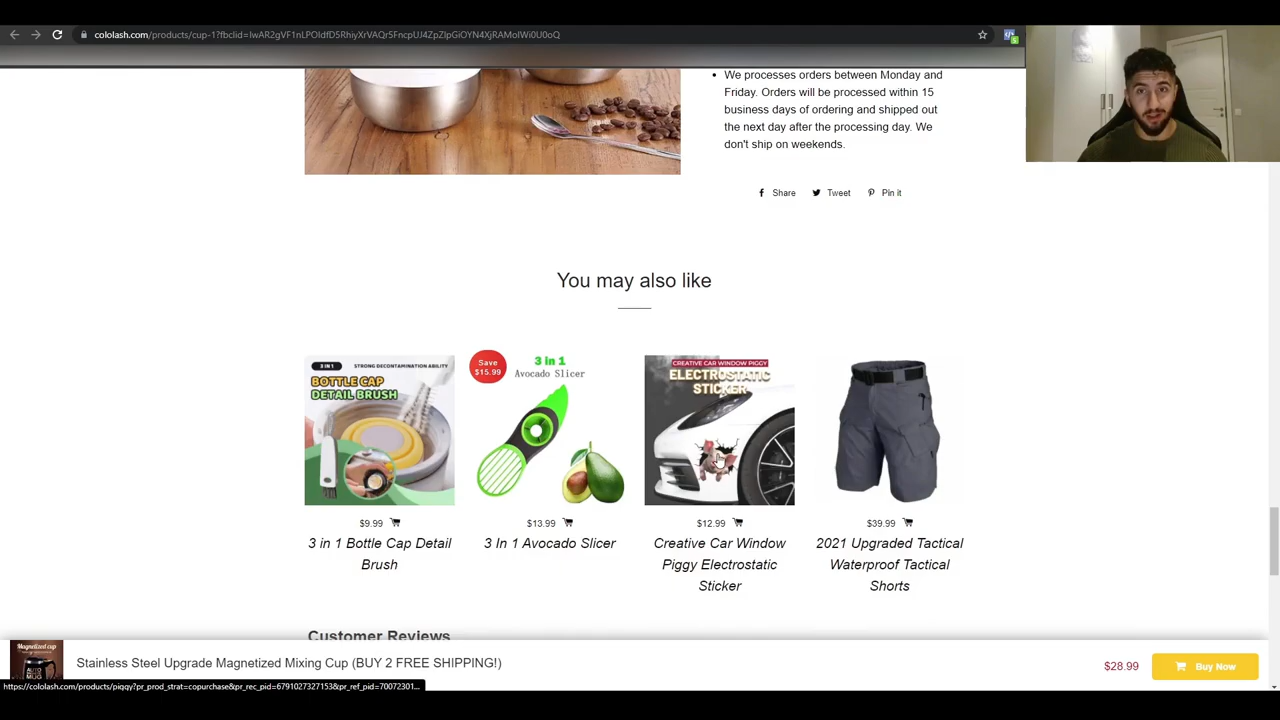 cololash.com/products/cup-1?fbclid=IwAR2gVF1nLPOIdfD5RhiyXrVAQr5FncpUJ4ZpZIpGiOYN4XjRAMolWi0U0oQ
We processes orders between Monday and
Friday. Orders will be processed within 15
business days of ordering and shipped out
the next day after the processing day. We
don't ship on weekends.
Share
Tweet
Pin it
You may also like
3 IN 1 STRONG DECONTAMINATION ABILITY
BOTTLE CAP
DETAIL BRUSH
Save
$15.99
3 in 1
Avocado Slicer
CREATIVE CAR WINDOW PIGGY
ELECTROSTATIC
STICKER
$9.99
$13.99
$12.99
$39.99
3 in 1 Bottle Cap Detail
Brush
3 In 1 Avocado Slicer
Creative Car Window
Piggy Electrostatic
Sticker
2021 Upgraded Tactical
Waterproof Tactical
Shorts
Customer Reviews
Magnetized cup
AUTO
MUG
Stainless Steel Upgrade Magnetized Mixing Cup (BUY 2 FREE SHIPPING!)
$28.99
Buy Now
https://cololash.com/products/piggy?pr_prod_strat=copurchase&pr_rec_pid=6791027327153&pr_ref_pid=70072301...